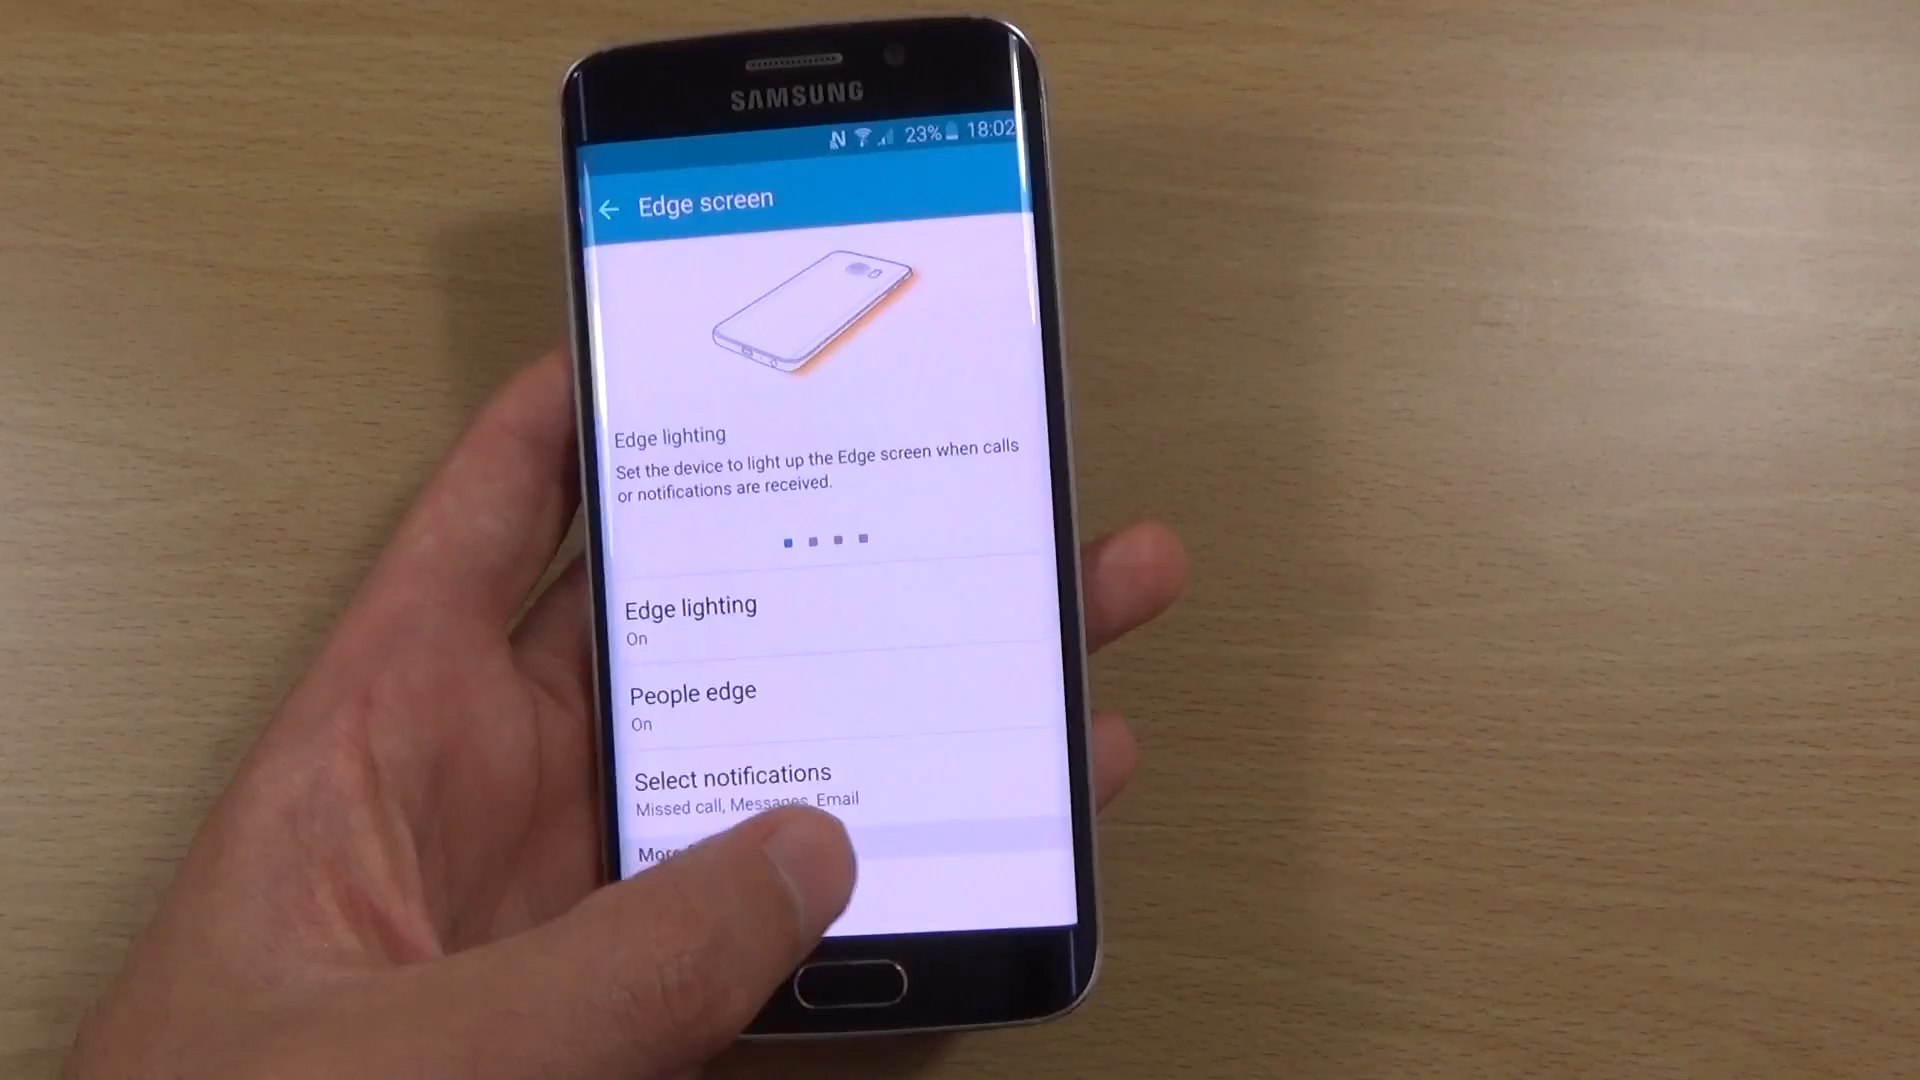 SAMSUNG
23% 18:02
Edge screen
Edge lighting
Set the device to light up the Edge screen when calls
or notifications are received.
Edge lighting
On
People edge
On
Select notifications
Missed call, Messages, Email
More